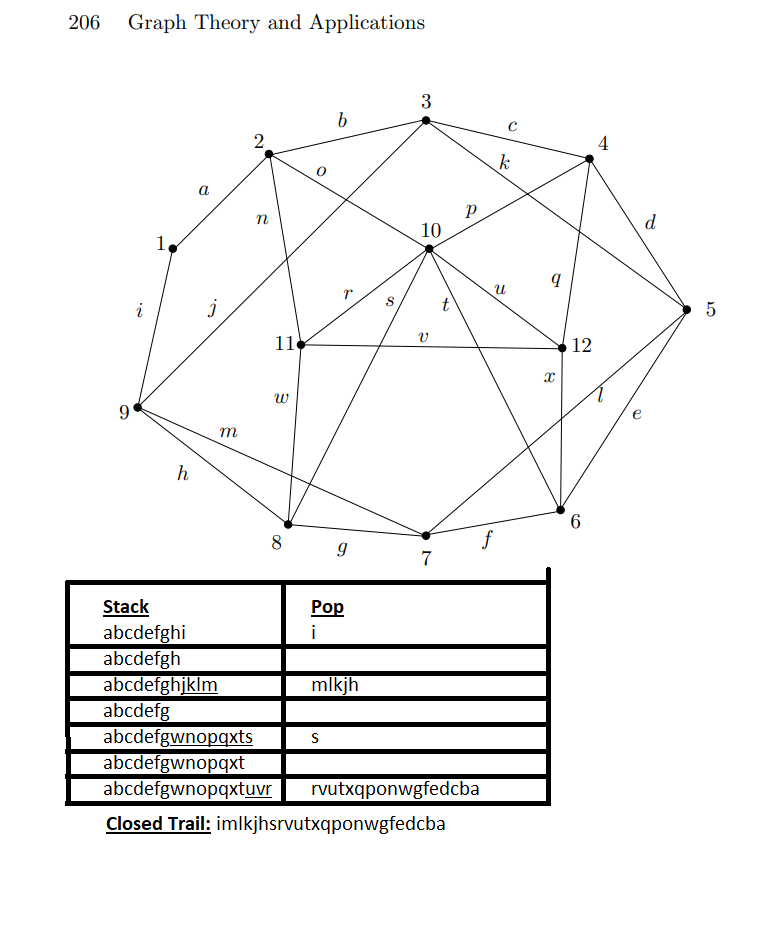 206 Graph Theory and Applications
3
b
c
2
4
k
o
a
p
d
n
10
1
r
s
t
u
q
i
j
5
11
v
12
x
w
l
9
e
m
h
6
8
g
f
7
Stack Pop
abcdefghi i
abcdefgh
abcdefghjklm mlkjh
abcdefg
abcdefgwnopqxts s
abcdefgwnopqxt
abcdefgwnopqxtuvr rvutxqponwgfedcba
Closed Trail: imlkjhsrvutxqponwgfedcba